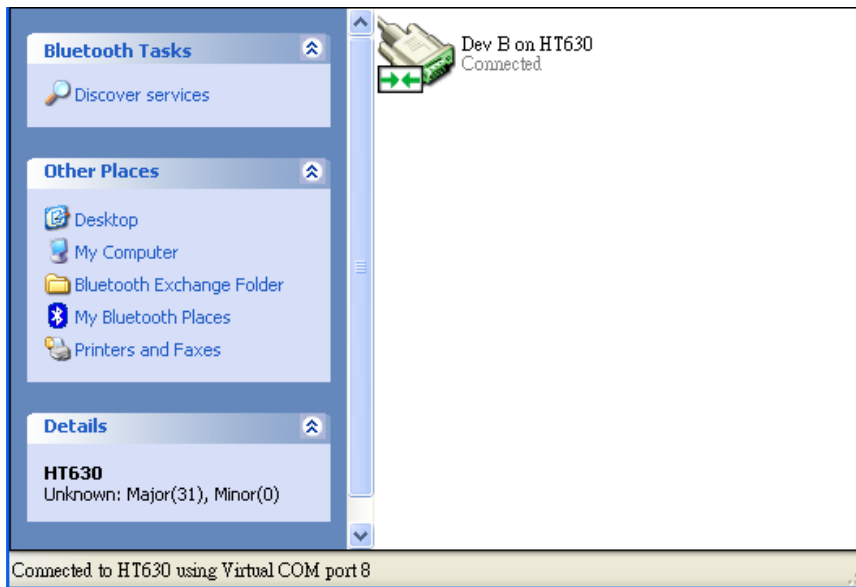 Bluetooth Tasks
Discover services
Other Places
Desktop
My Computer
Bluetooth Exchange Folder
My Bluetooth Places
Printers and Faxes
Details
HT630
Unknown: Major(31), Minor(0)
Dev B on HT630
Connected
Connected to HT630 using Virtual COM port 8